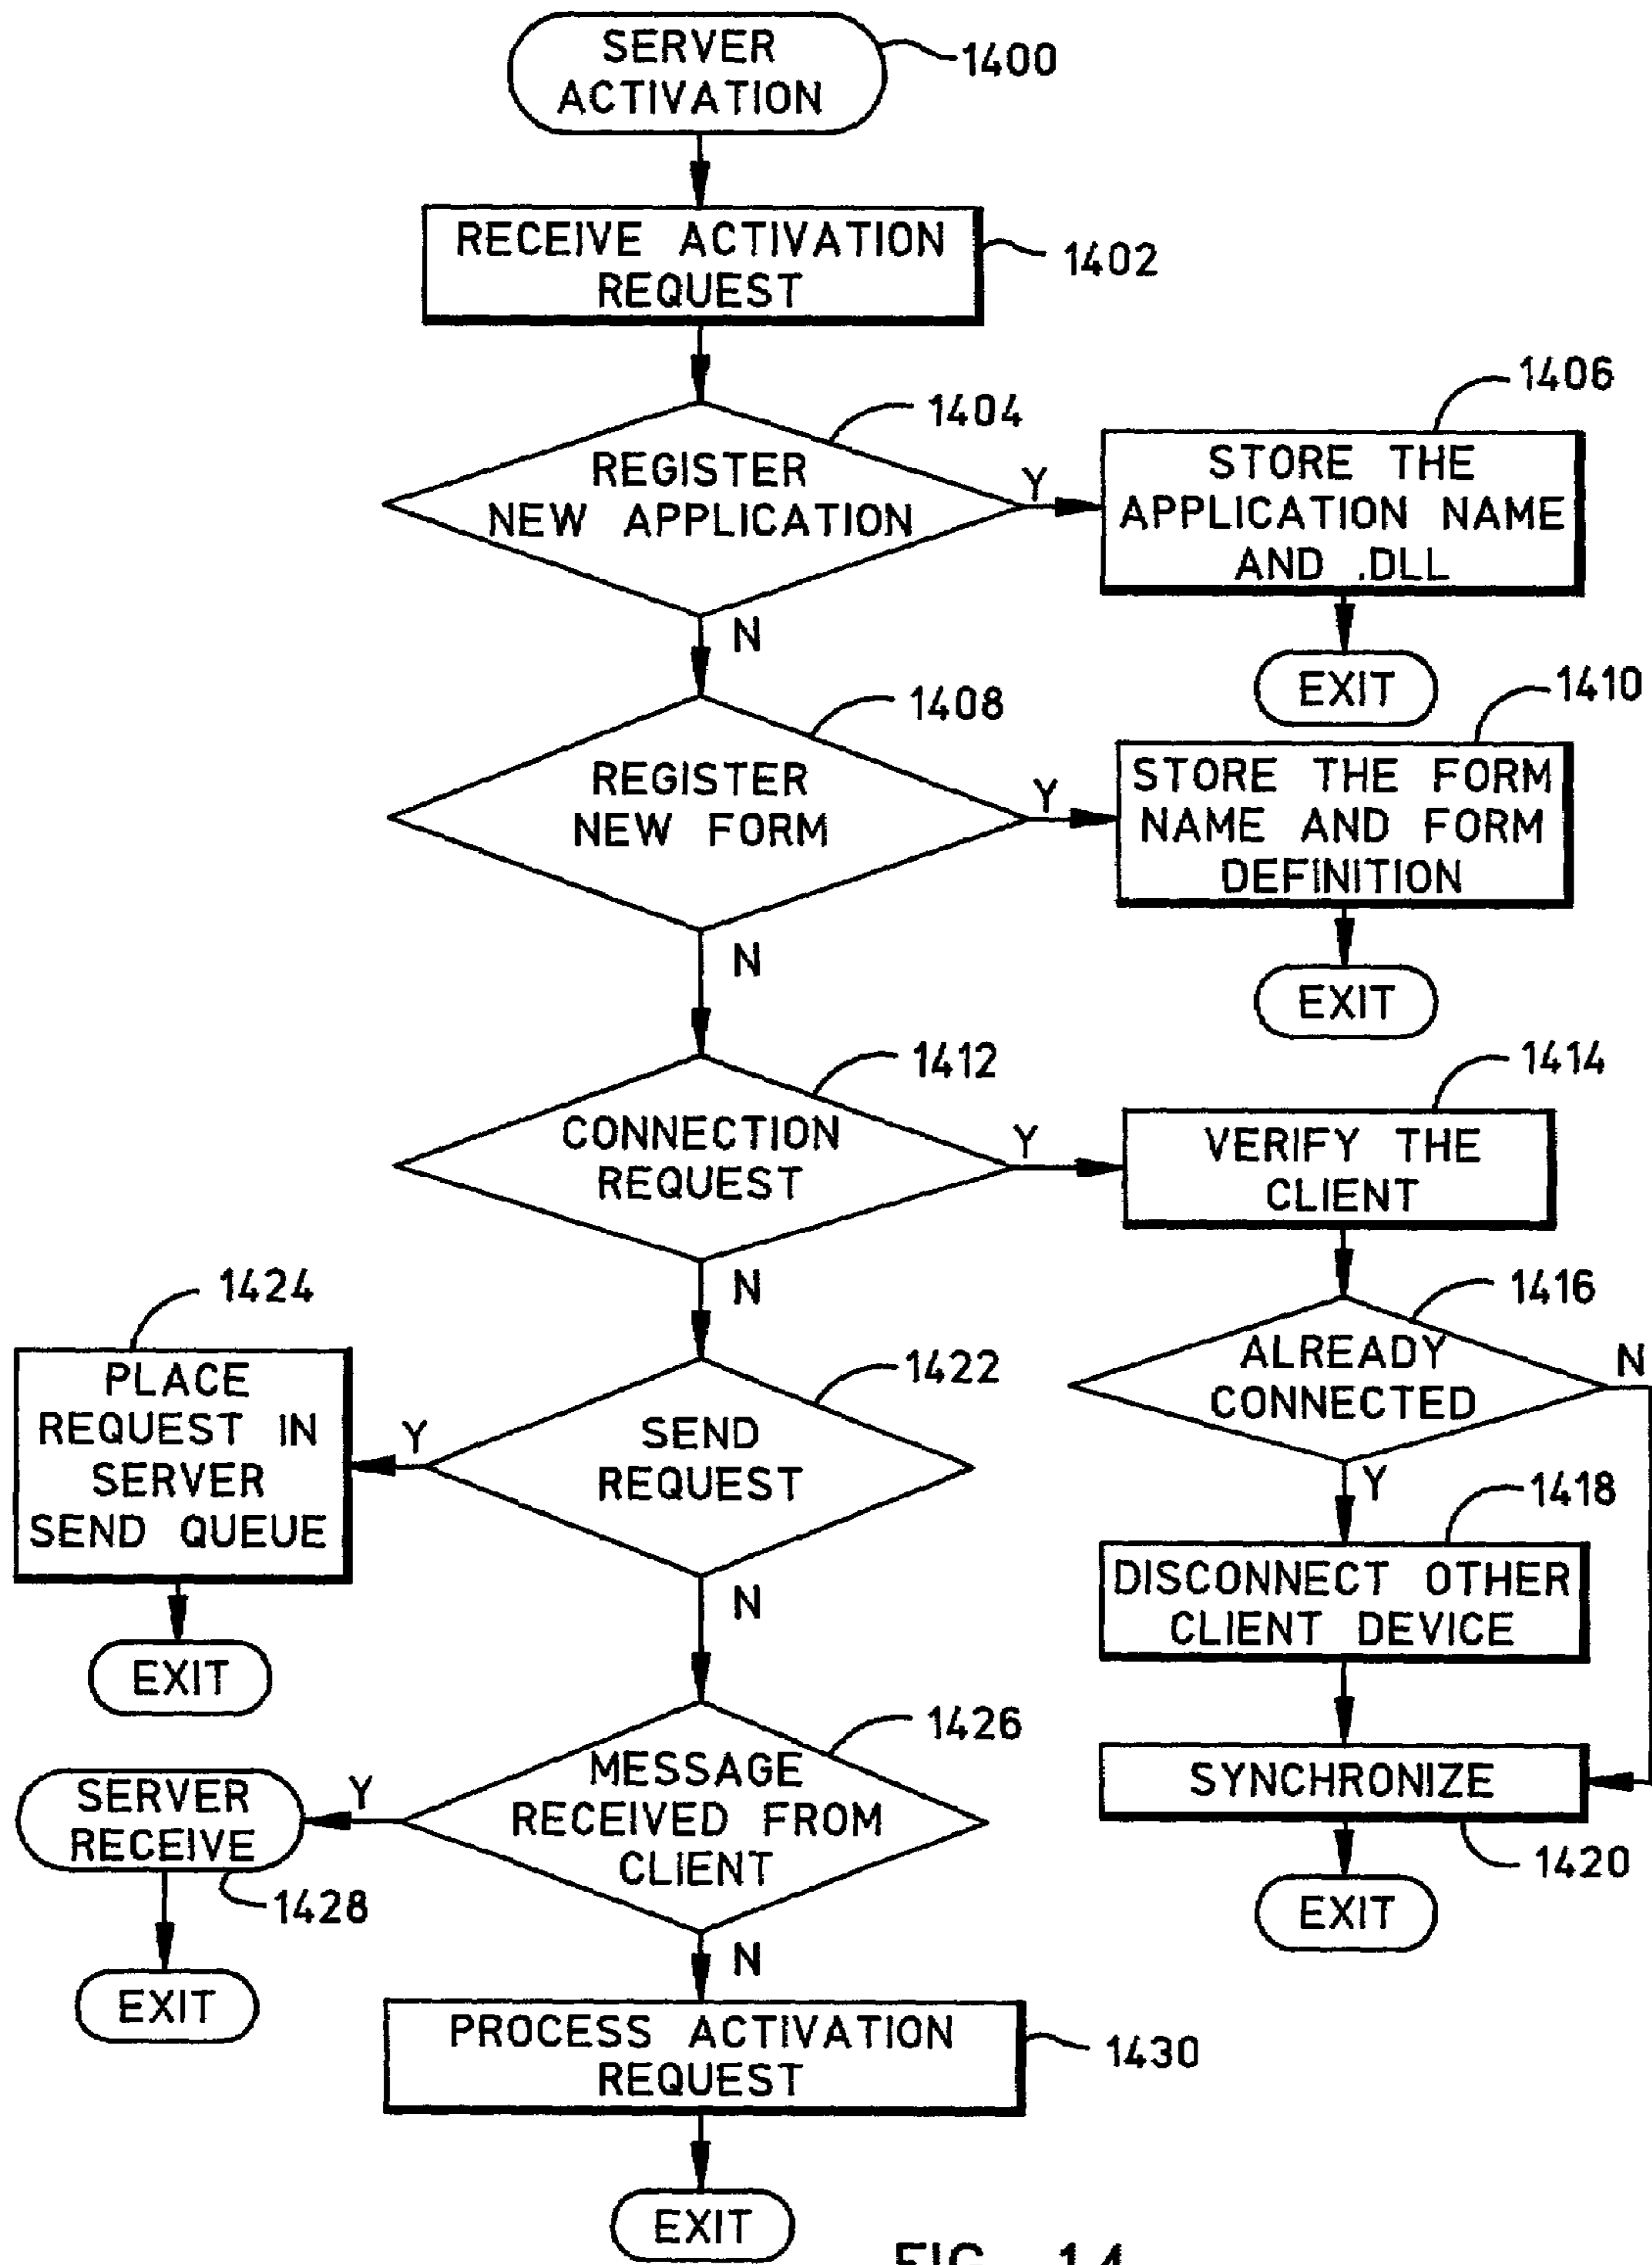 SERVER
ACTIVATION
1400
RECEIVE ACTIVATION
REQUEST
1402
REGISTER
NEW APPLICATION
1404
Y
N
STORE THE
APPLICATION NAME
AND .DLL
1406
EXIT
REGISTER
NEW FORM
1408
Y
N
STORE THE FORM
NAME AND FORM
DEFINITION
1410
EXIT
CONNECTION
REQUEST
1412
Y
N
VERIFY THE
CLIENT
1414
ALREADY
CONNECTED
1416
N
Y
DISCONNECT OTHER
CLIENT DEVICE
1418
SYNCHRONIZE
1420
EXIT
SEND
REQUEST
1422
Y
N
PLACE
REQUEST IN
SERVER
SEND QUEUE
1424
EXIT
MESSAGE
RECEIVED FROM
CLIENT
1426
Y
N
SERVER
RECEIVE
1428
EXIT
PROCESS ACTIVATION
REQUEST
1430
EXIT
FIG. 14